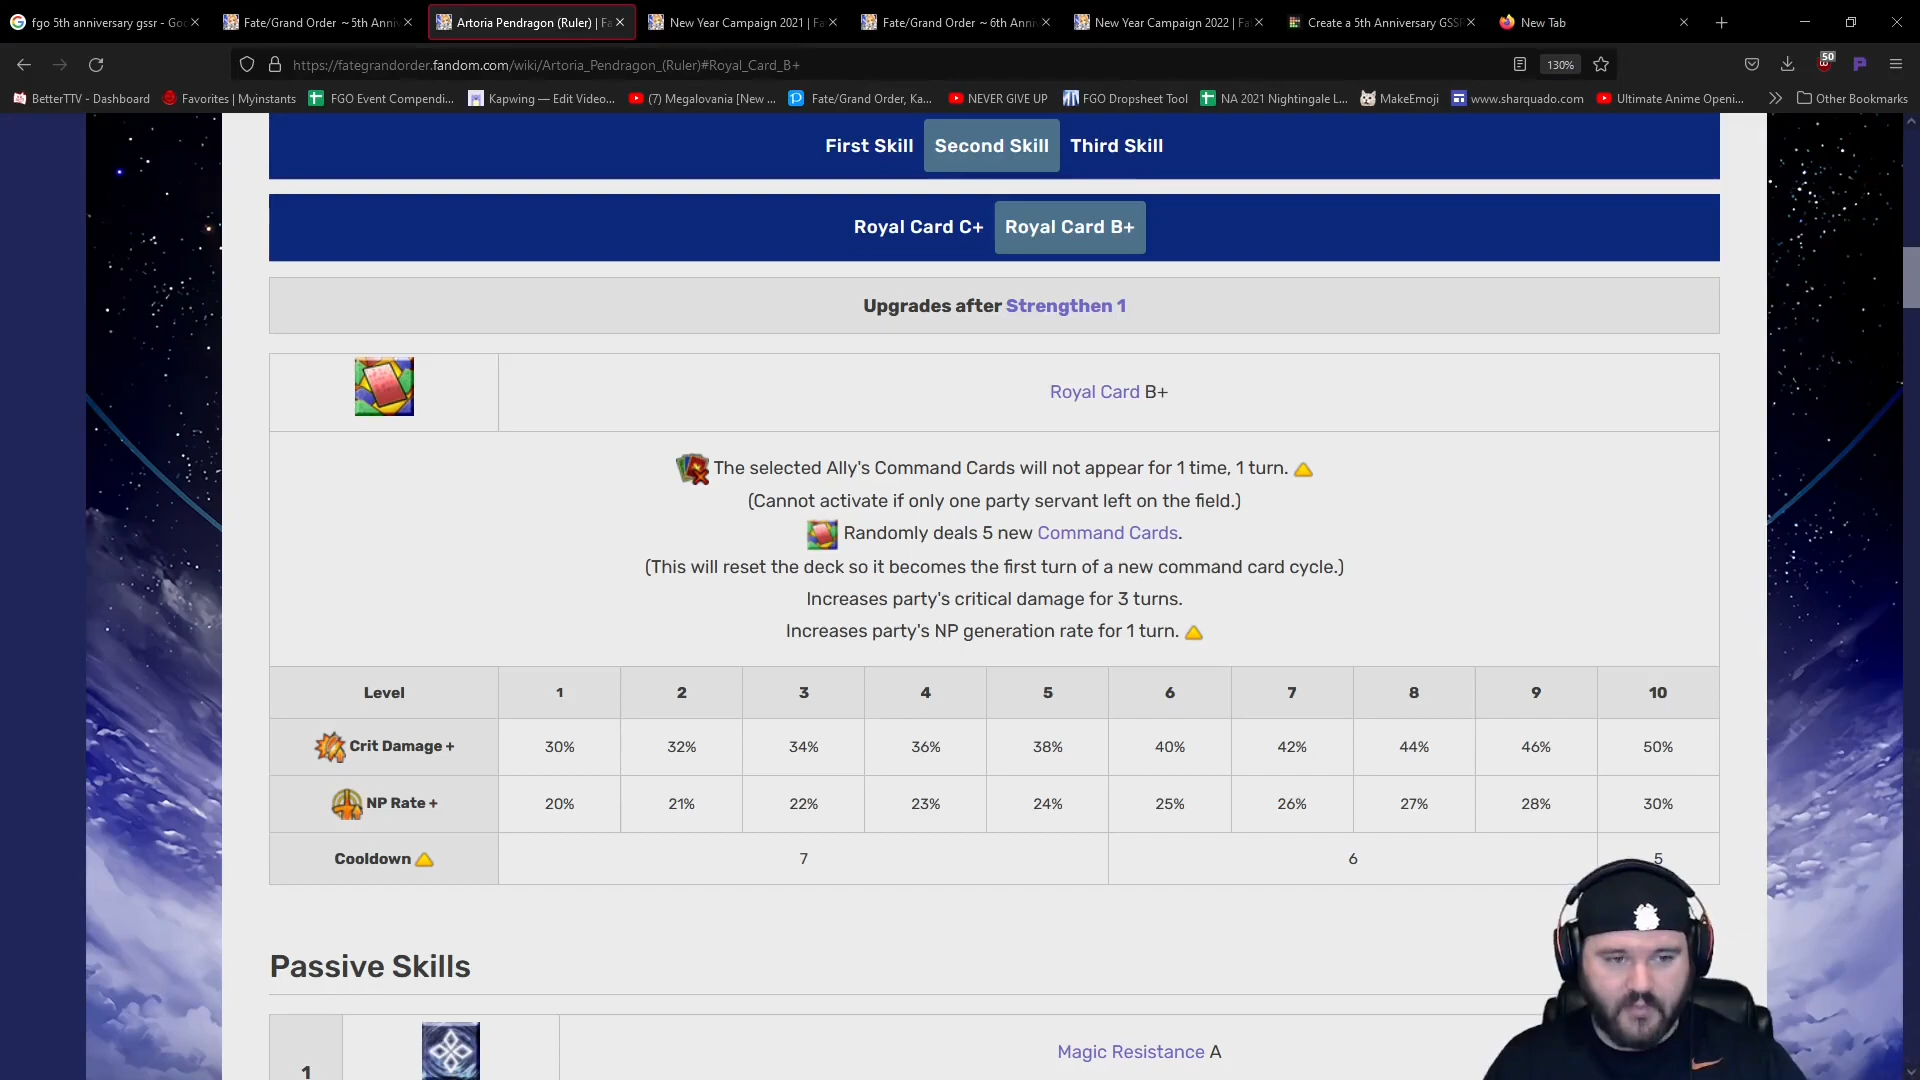 fgo 5th anniversary gssr - Goo
Fate/Grand Order ~5th Anni
Artoria Pendragon (Ruler) | Fa
New Year Campaign 2021 | Fa
Fate/Grand Order ~6th Anni
New Year Campaign 2022 | Fa
Create a 5th Anniversary GSSR
New Tab
https://fategrandorder.fandom.com/wiki/Artoria_Pendragon_(Ruler)#Royal_Card_B+
130%
50
BetterTTV - Dashboard
Favorites | Myinstants
FGO Event Compendi...
Kapwing — Edit Video...
(7) Megalovania [New ...
Fate/Grand Order, Ka...
NEVER GIVE UP
FGO Dropsheet Tool
NA 2021 Nightingale L...
MakeEmoji
www.sharquado.com
Ultimate Anime Openi...
Other Bookmarks
First Skill Second Skill Third Skill
Royal Card C+ Royal Card B+
Upgrades after Strengthen 1
Royal Card B+
The selected Ally's Command Cards will not appear for 1 time, 1 turn.
(Cannot activate if only one party servant left on the field.)
Randomly deals 5 new Command Cards.
(This will reset the deck so it becomes the first turn of a new command card cycle.)
Increases party's critical damage for 3 turns.
Increases party's NP generation rate for 1 turn.
Level 1 2 3 4 5 6 7 8 9 10
Crit Damage + 30% 32% 34% 36% 38% 40% 42% 44% 46% 50%
NP Rate + 20% 21% 22% 23% 24% 25% 26% 27% 28% 30%
Cooldown 7 6 5
Passive Skills
1 Magic Resistance A